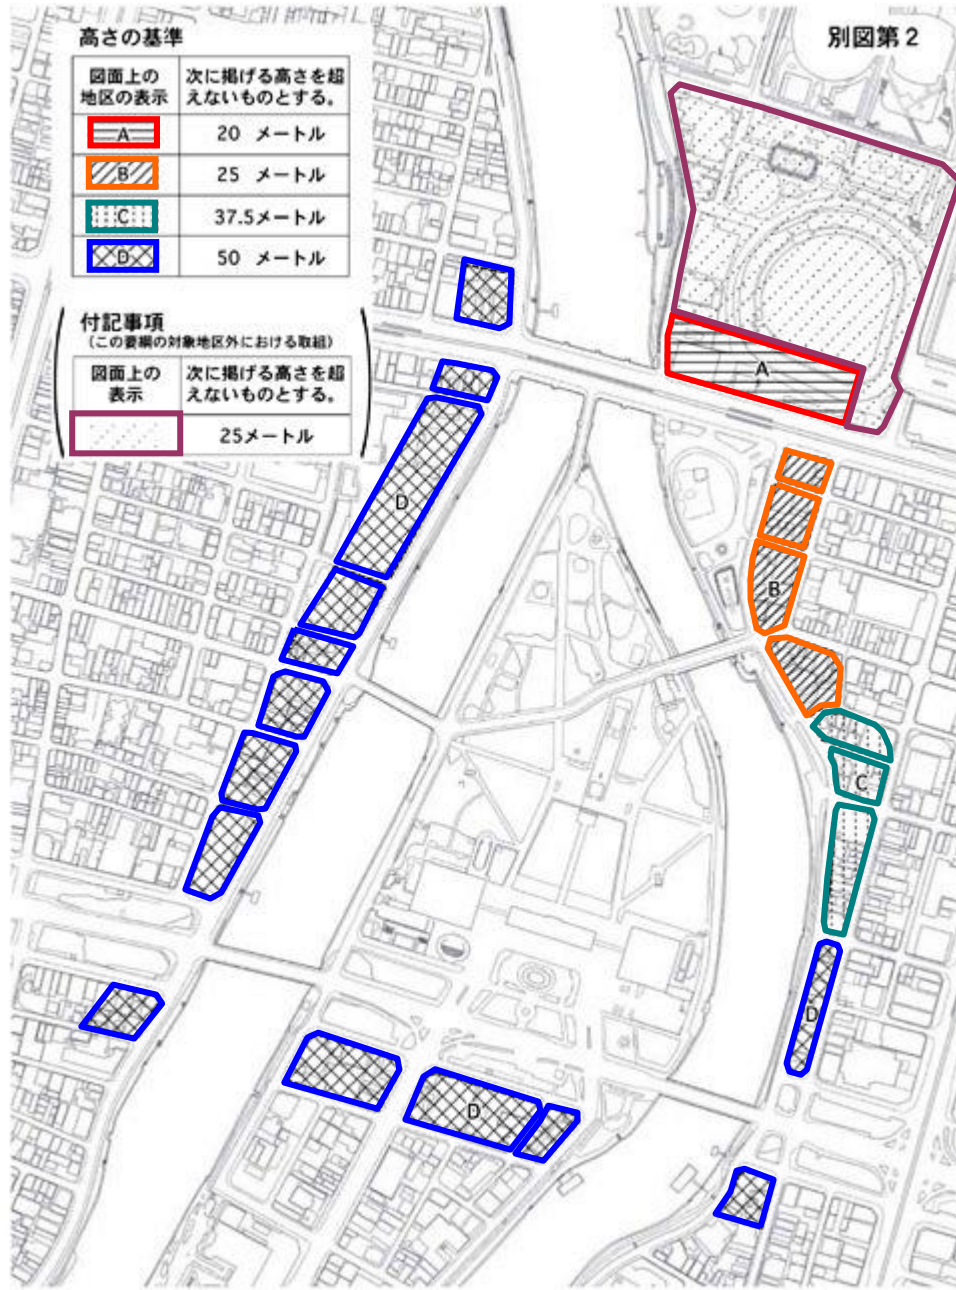 別図第２
高さの基準
図面上の
地区の表示
次に掲げる高さを超
えないものとする。
A
20 メートル
B
25 メートル
C
37.5メートル
D
50 メートル
付記事項
（この要綱の対象地区外における取組）
図面上の
表示
次に掲げる高さを超
えないものとする。
25メートル
A
D
B
C
D
D